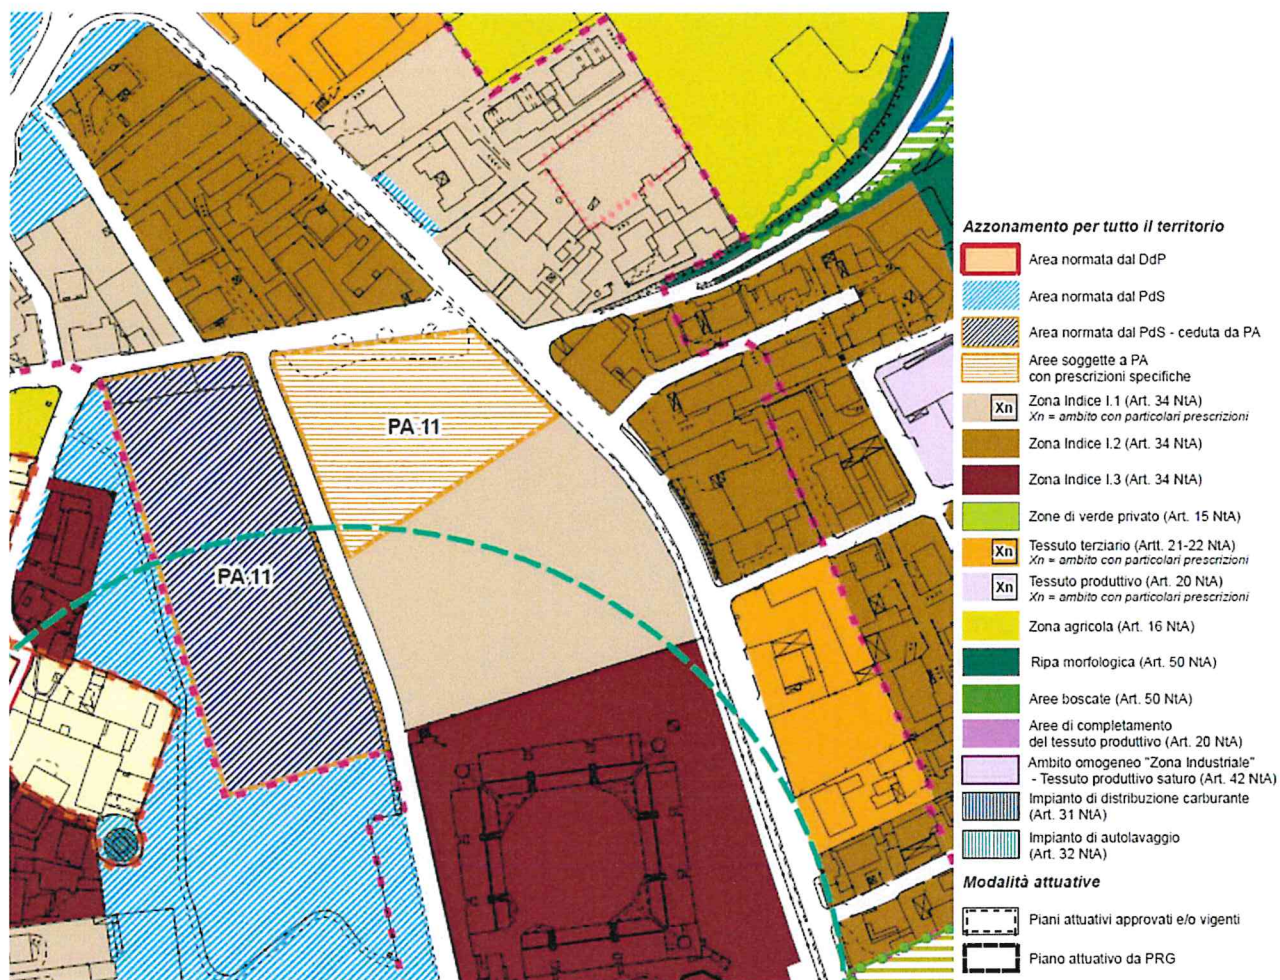 PA 11
PA.11
Azzonamento per tutto il territorio
Area normata dal DdP
Area normata dal PdS
Area normata dal PdS - ceduta da PA
Aree soggette a PA
con prescrizioni specifiche
Xn
Zona Indice I.1 (Art. 34 NtA)
Xn = ambito con particolari prescrizioni
Zona Indice I.2 (Art. 34 NtA)
Zona Indice I.3 (Art. 34 NtA)
Zone di verde privato (Art. 15 NtA)
Xn
Tessuto terziario (Artt. 21-22 NtA)
Xn = ambito con particolari prescrizioni
Xn
Tessuto produttivo (Art. 20 NtA)
Xn = ambito con particolari prescrizioni
Zona agricola (Art. 16 NtA)
Ripa morfologica (Art. 50 NtA)
Aree boscate (Art. 50 NtA)
Aree di completamento
del tessuto produttivo (Art. 20 NtA)
Ambito omogeneo "Zona Industriale"
- Tessuto produttivo saturo (Art. 42 NtA)
Impianto di distribuzione carburante
(Art. 31 NtA)
Impianto di autolavaggio
(Art. 32 NtA)
Modalità attuative
Piani attuativi approvati e/o vigenti
Piano attuativo da PRG